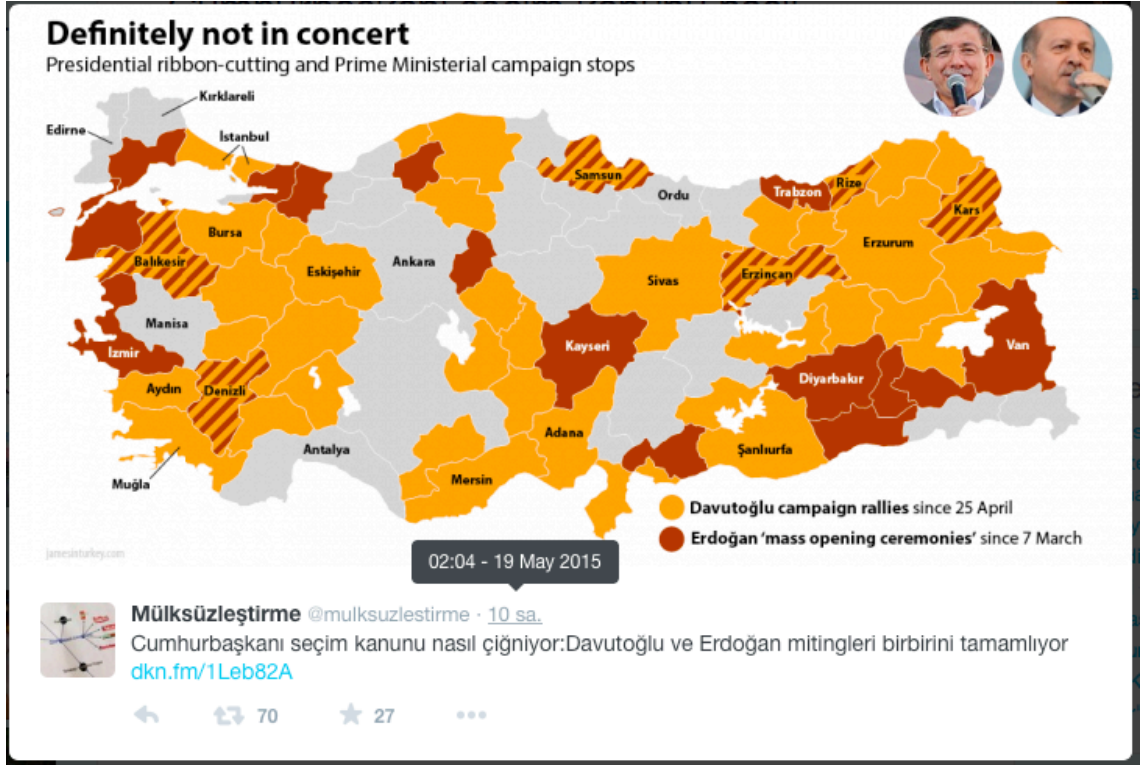 Definitely not in concert
Presidential ribbon-cutting and Prime Ministerial campaign stops
Kırklareli
Edirne
Istanbul
Samsun
Ordu
Trabzon
Rize
Kars
Bursa
Balıkesir
Eskişehir
Ankara
Sivas
Erzincan
Erzurum
Manisa
Izmir
Kayseri
Van
Aydın
Denizli
Diyarbakır
Antalya
Adana
Şanlıurfa
Muğla
Mersin
Davutoğlu campaign rallies since 25 April
Erdoğan ‘mass opening ceremonies’ since 7 March
jamesinturkey.com
02:04 - 19 May 2015
Mülksüzleştirme @mulksuzlestirme · 10 sa.
Cumhurbaşkanı seçim kanunu nasıl çiğniyor:Davutoğlu ve Erdoğan mitingleri birbirini tamamlıyor
dkn.fm/1Leb82A
70 27